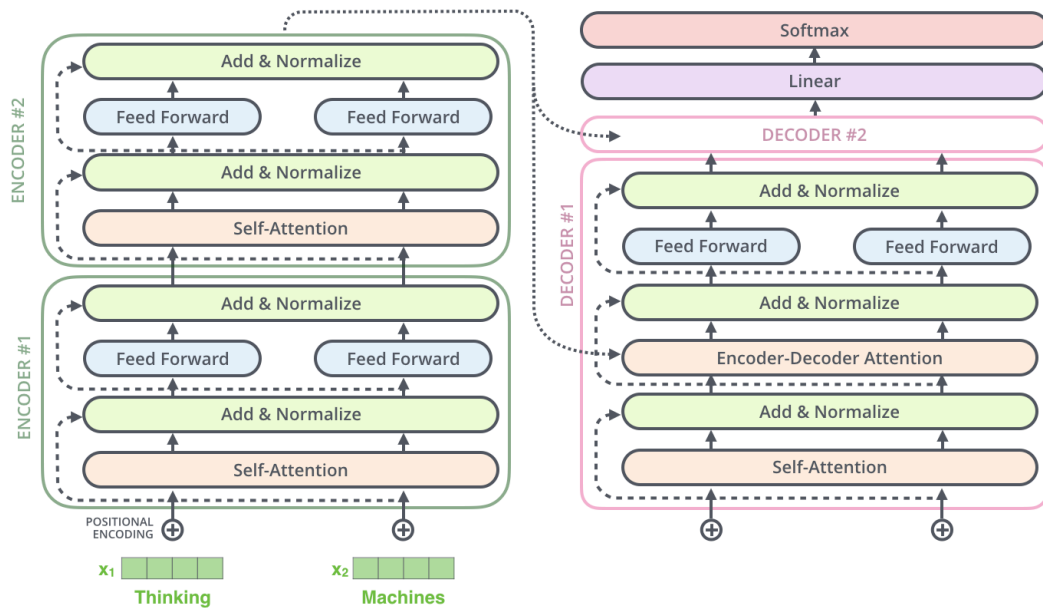 ENCODER #2
Add & Normalize
Feed Forward
Feed Forward
Add & Normalize
Self-Attention
ENCODER #1
Add & Normalize
Feed Forward
Feed Forward
Add & Normalize
Self-Attention
POSITIONAL
ENCODING
x₁
x₂
Thinking
Machines
Softmax
Linear
DECODER #2
DECODER #1
Add & Normalize
Feed Forward
Feed Forward
Add & Normalize
Encoder-Decoder Attention
Add & Normalize
Self-Attention